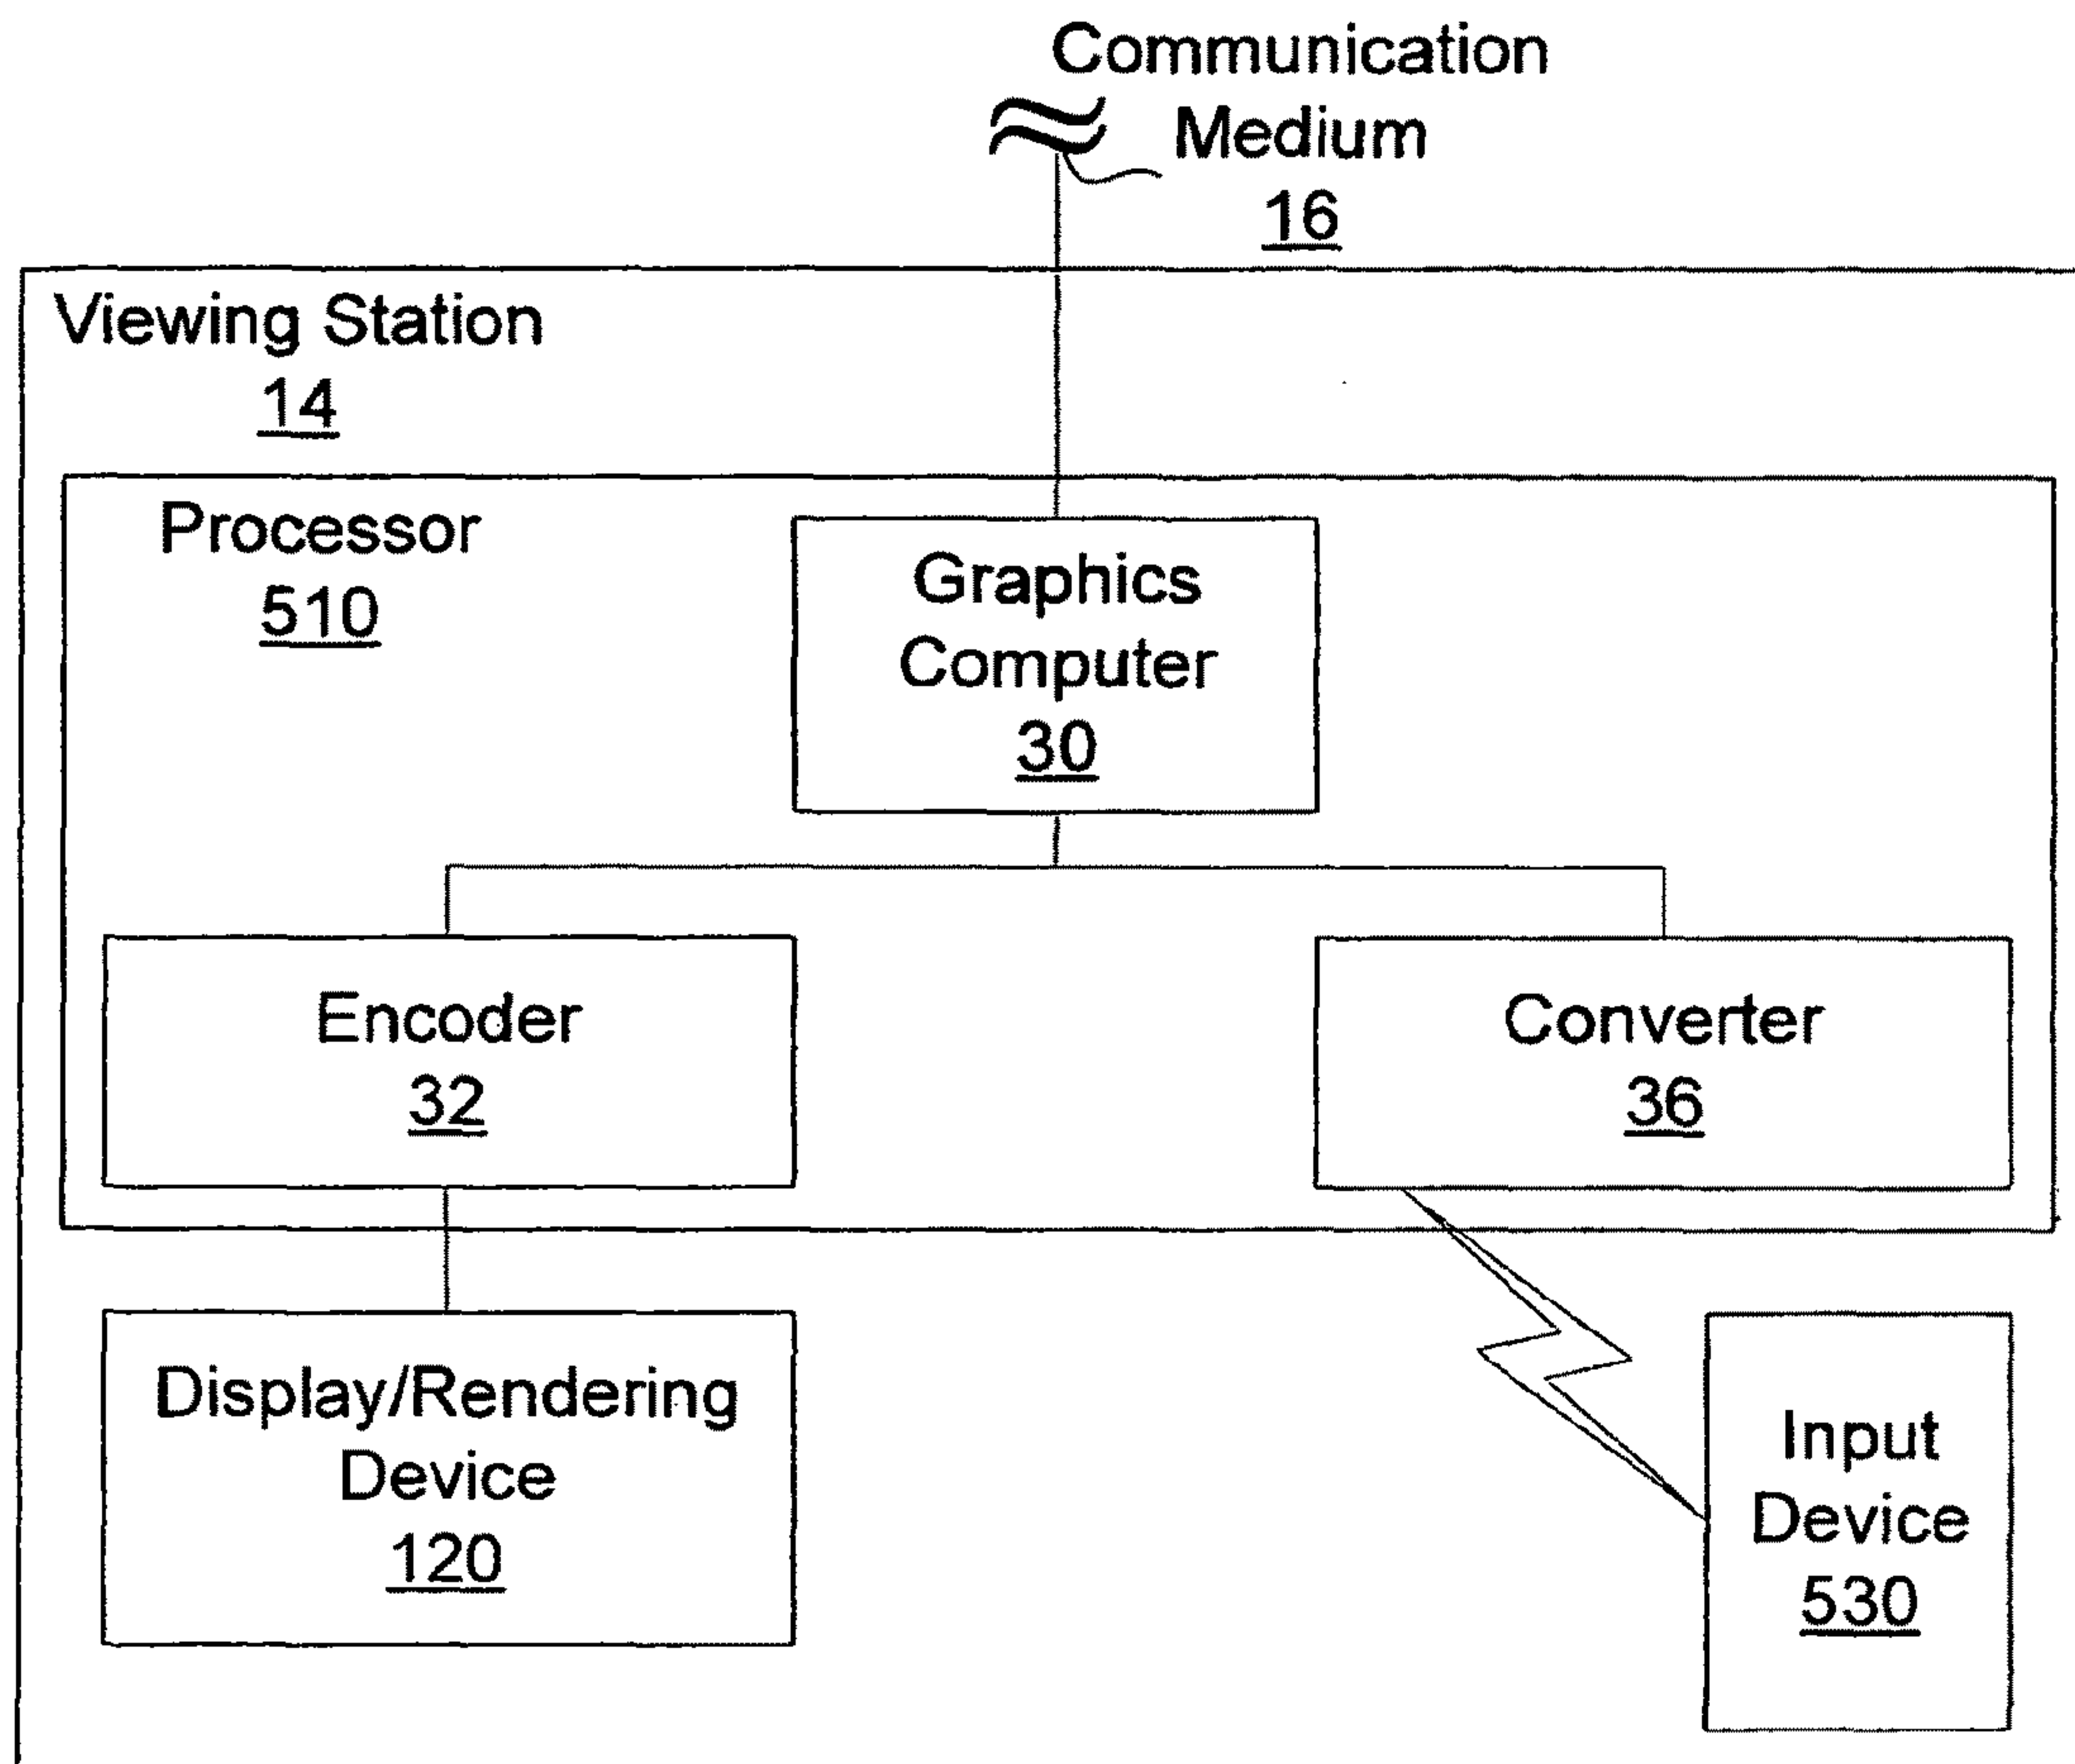 Communication
Medium
16
Viewing Station
14
Processor
510
Graphics
Computer
30
Encoder
32
Converter
36
Display/Rendering
Device
120
Input
Device
530